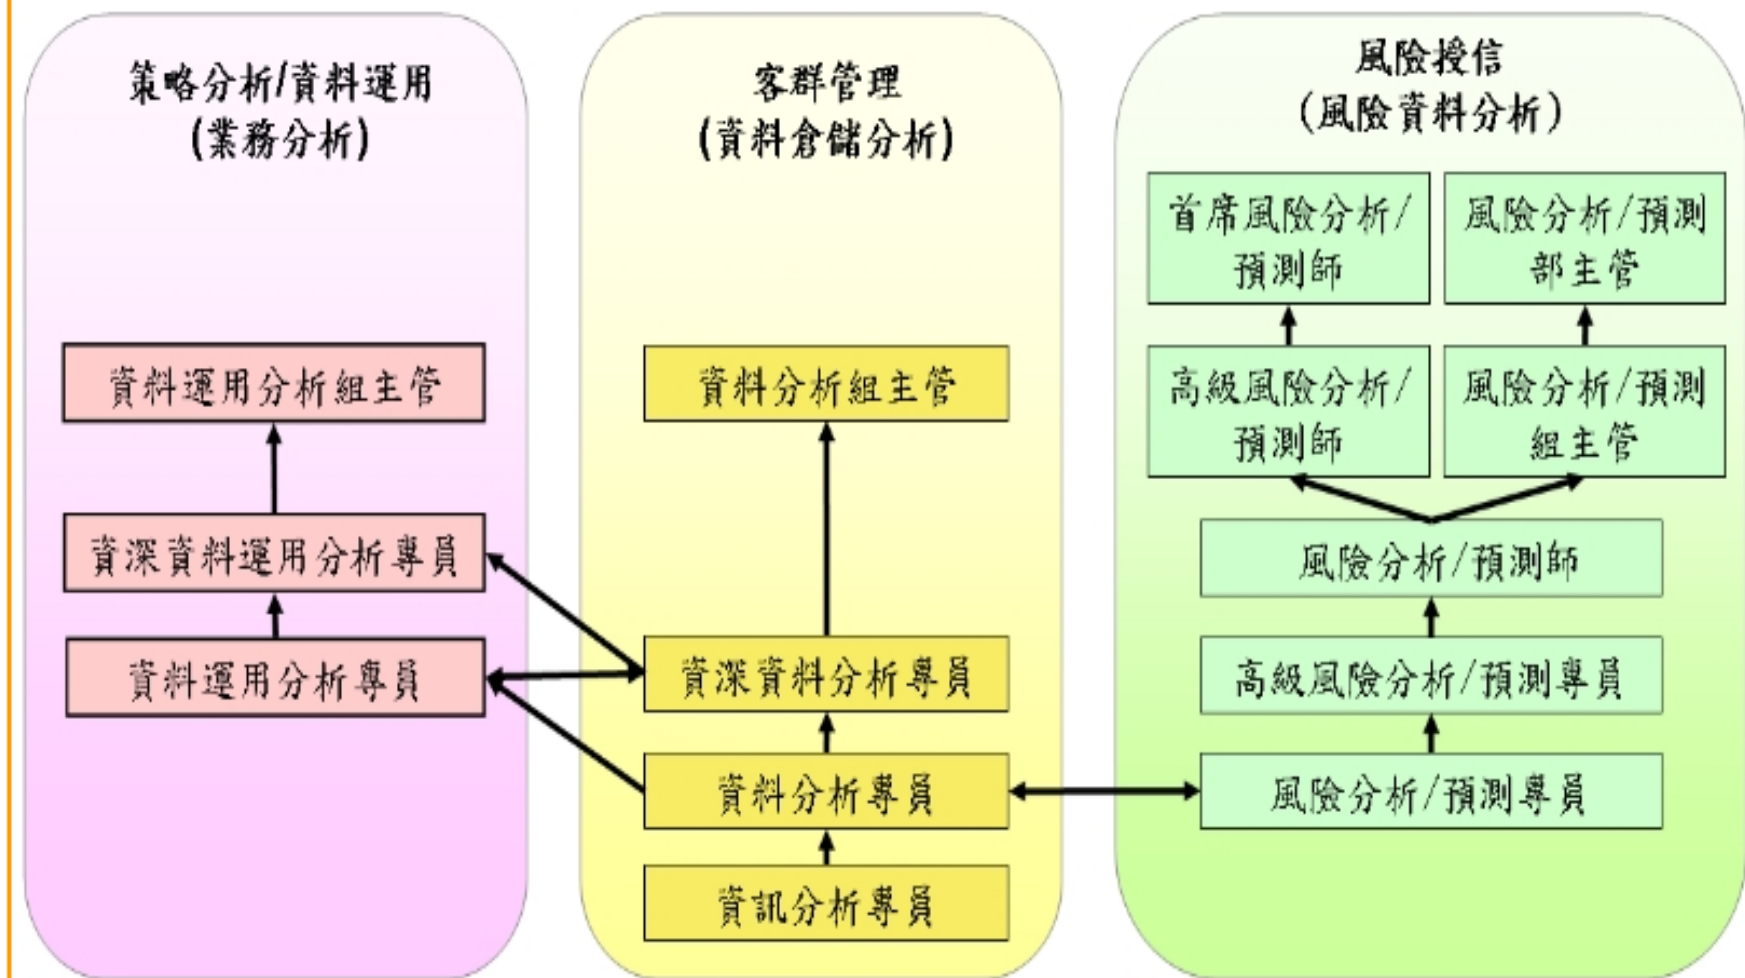 策略分析/資料運用
(業務分析)
資料運用分析組主管
資深資料運用分析專員
資料運用分析專員
客群管理
(資料倉儲分析)
資料分析組主管
資深資料分析專員
資料分析專員
資訊分析專員
風險授信
(風險資料分析)
首席風險分析/
預測師
風險分析/預測
部主管
高級風險分析/
預測師
風險分析/預測
組主管
風險分析/預測師
高級風險分析/預測專員
風險分析/預測專員